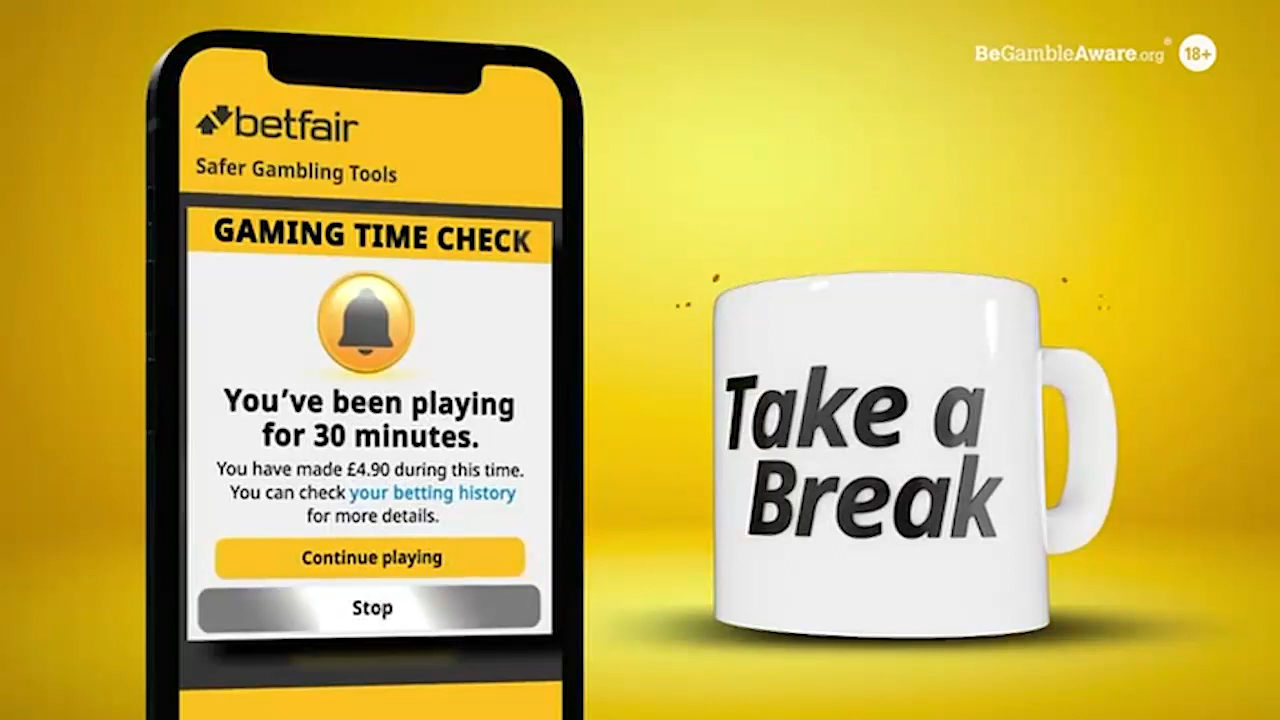 BeGambleAware.org® 18+
betfair
Safer Gambling Tools
GAMING TIME CHECK
You've been playing
for 30 minutes.
You have made £4.90 during this time.
You can check your betting history
for more details.
Continue playing
Stop
Take a
Break